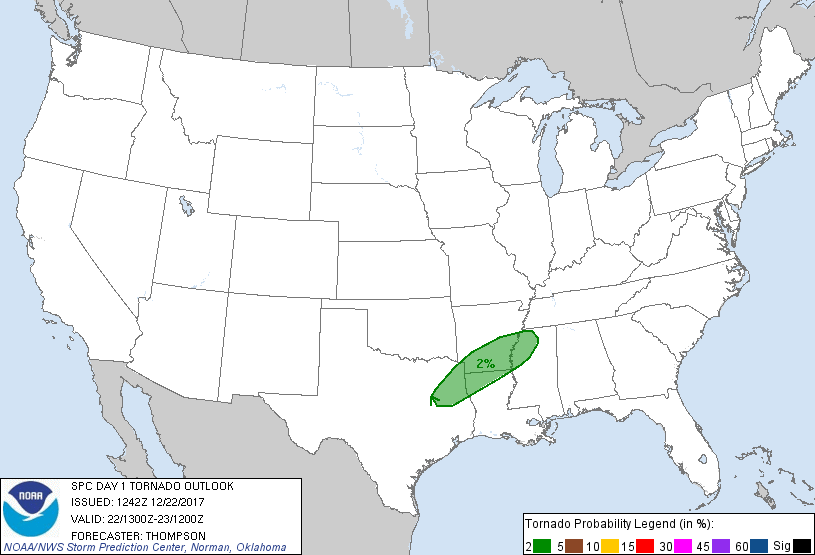 2%
NOAA
SPC DAY 1 TORNADO OUTLOOK
ISSUED: 1242Z 12/22/2017
VALID: 22/1300Z-23/1200Z
FORECASTER: THOMPSON
NOAA/NWS Storm Prediction Center, Norman, Oklahoma
Tornado Probability Legend (in %):
2 5 10 15 30 45 60 Sig